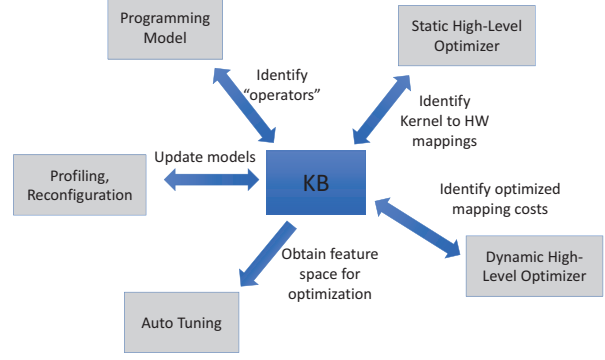 Programming
Model
Static High-Level
Optimizer
Identify
“operators”
Identify
Kernel to HW
mappings
Update models
Profiling,
Reconfiguration
KB
Identify optimized
mapping costs
Obtain feature
space for
optimization
Dynamic High-
Level Optimizer
Auto Tuning